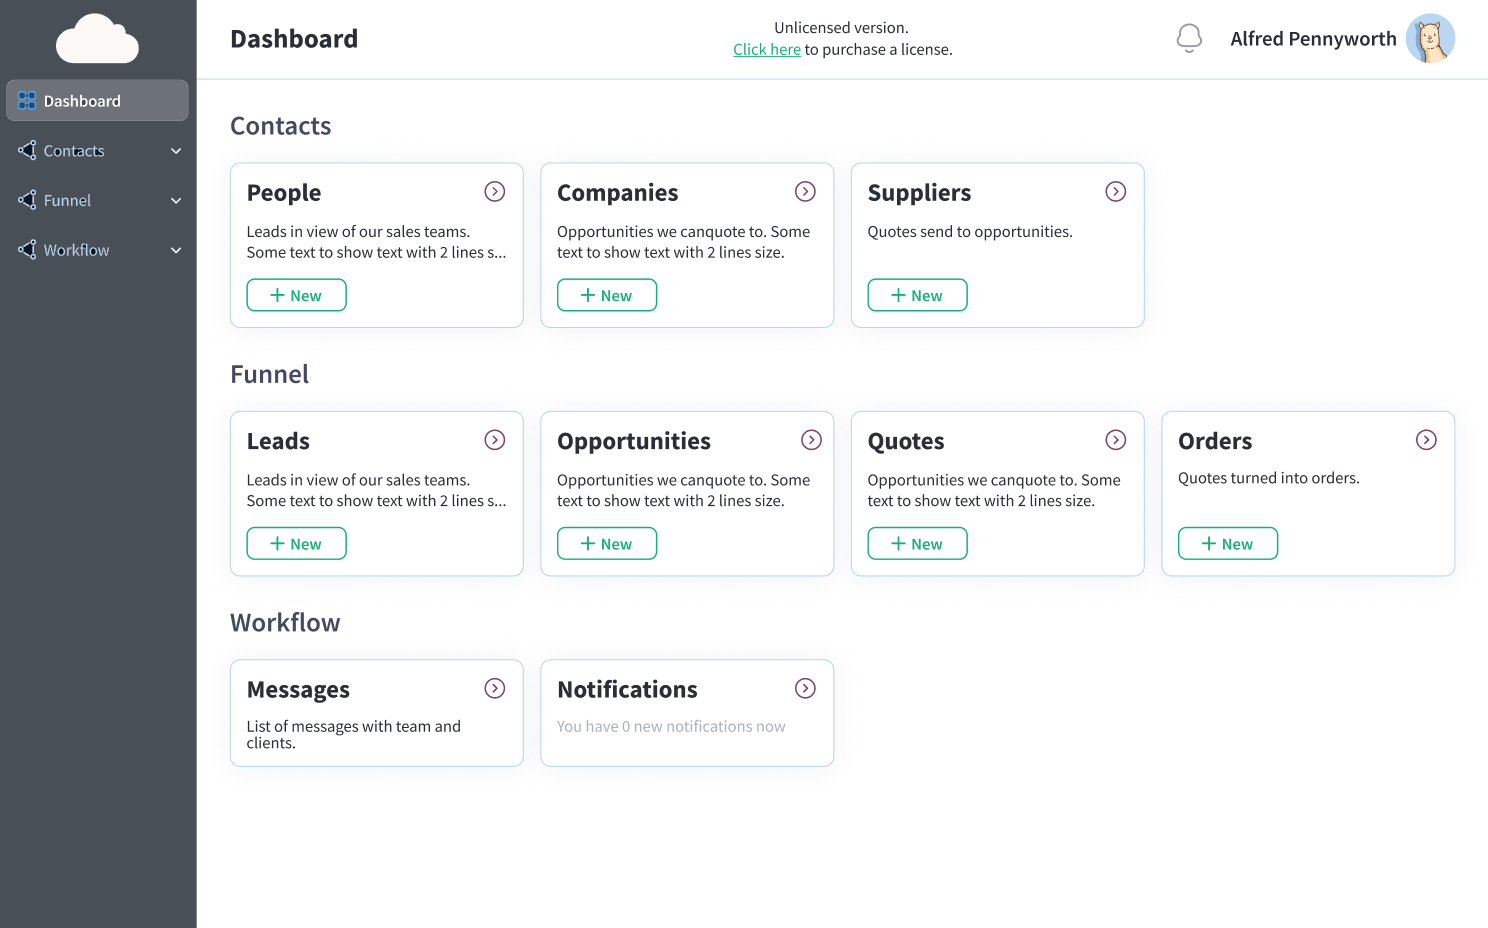 Dashboard
Contacts
Funnel
Workflow
Dashboard
Unlicensed version.
Click here to purchase a license.
Alfred Pennyworth
Contacts
People
Leads in view of our sales teams.
Some text to show text with 2 lines s...
New
Companies
Opportunities we canquote to. Some
text to show text with 2 lines size.
New
Suppliers
Quotes send to opportunities.
New
Funnel
Leads
Leads in view of our sales teams.
Some text to show text with 2 lines s...
New
Opportunities
Opportunities we canquote to. Some
text to show text with 2 lines size.
New
Quotes
Opportunities we canquote to. Some
text to show text with 2 lines size.
New
Orders
Quotes turned into orders.
New
Workflow
Messages
List of messages with team and
clients.
Notifications
You have 0 new notifications now